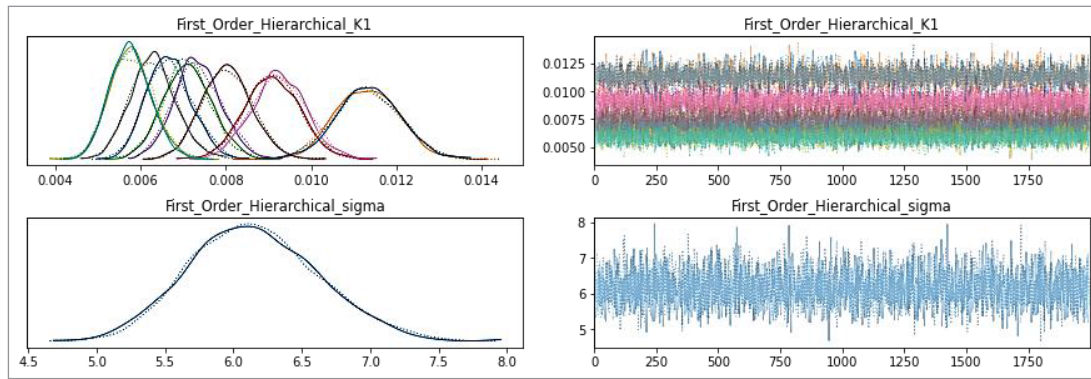 First_Order_Hierarchical_K1
0.004 0.006 0.008 0.010 0.012 0.014
First_Order_Hierarchical_K1
0.0125
0.0100
0.0075
0.0050
0 250 500 750 1000 1250 1500 1750
First_Order_Hierarchical_sigma
4.5 5.0 5.5 6.0 6.5 7.0 7.5 8.0
First_Order_Hierarchical_sigma
8
7
6
5
0 250 500 750 1000 1250 1500 1750